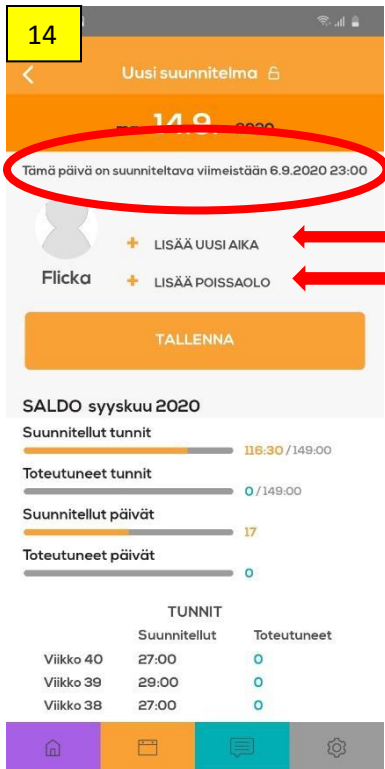 14
Uusi suunnitelma
14.9. 2020
Tämä päivä on suunniteltava viimeistään 6.9.2020 23:00
+ LISÄÄ UUSI AIKA
Flicka
+ LISÄÄ POISSAOLO
TALLENNA
SALDO syyskuu 2020
Suunnitellut tunnit
116:30 / 149:00
Toteutuneet tunnit
0 / 149:00
Suunnitellut päivät
17
Toteutuneet päivät
0
TUNNIT
Suunnitellut Toteutuneet
Viikko 40 27:00 0
Viikko 39 29:00 0
Viikko 38 27:00 0